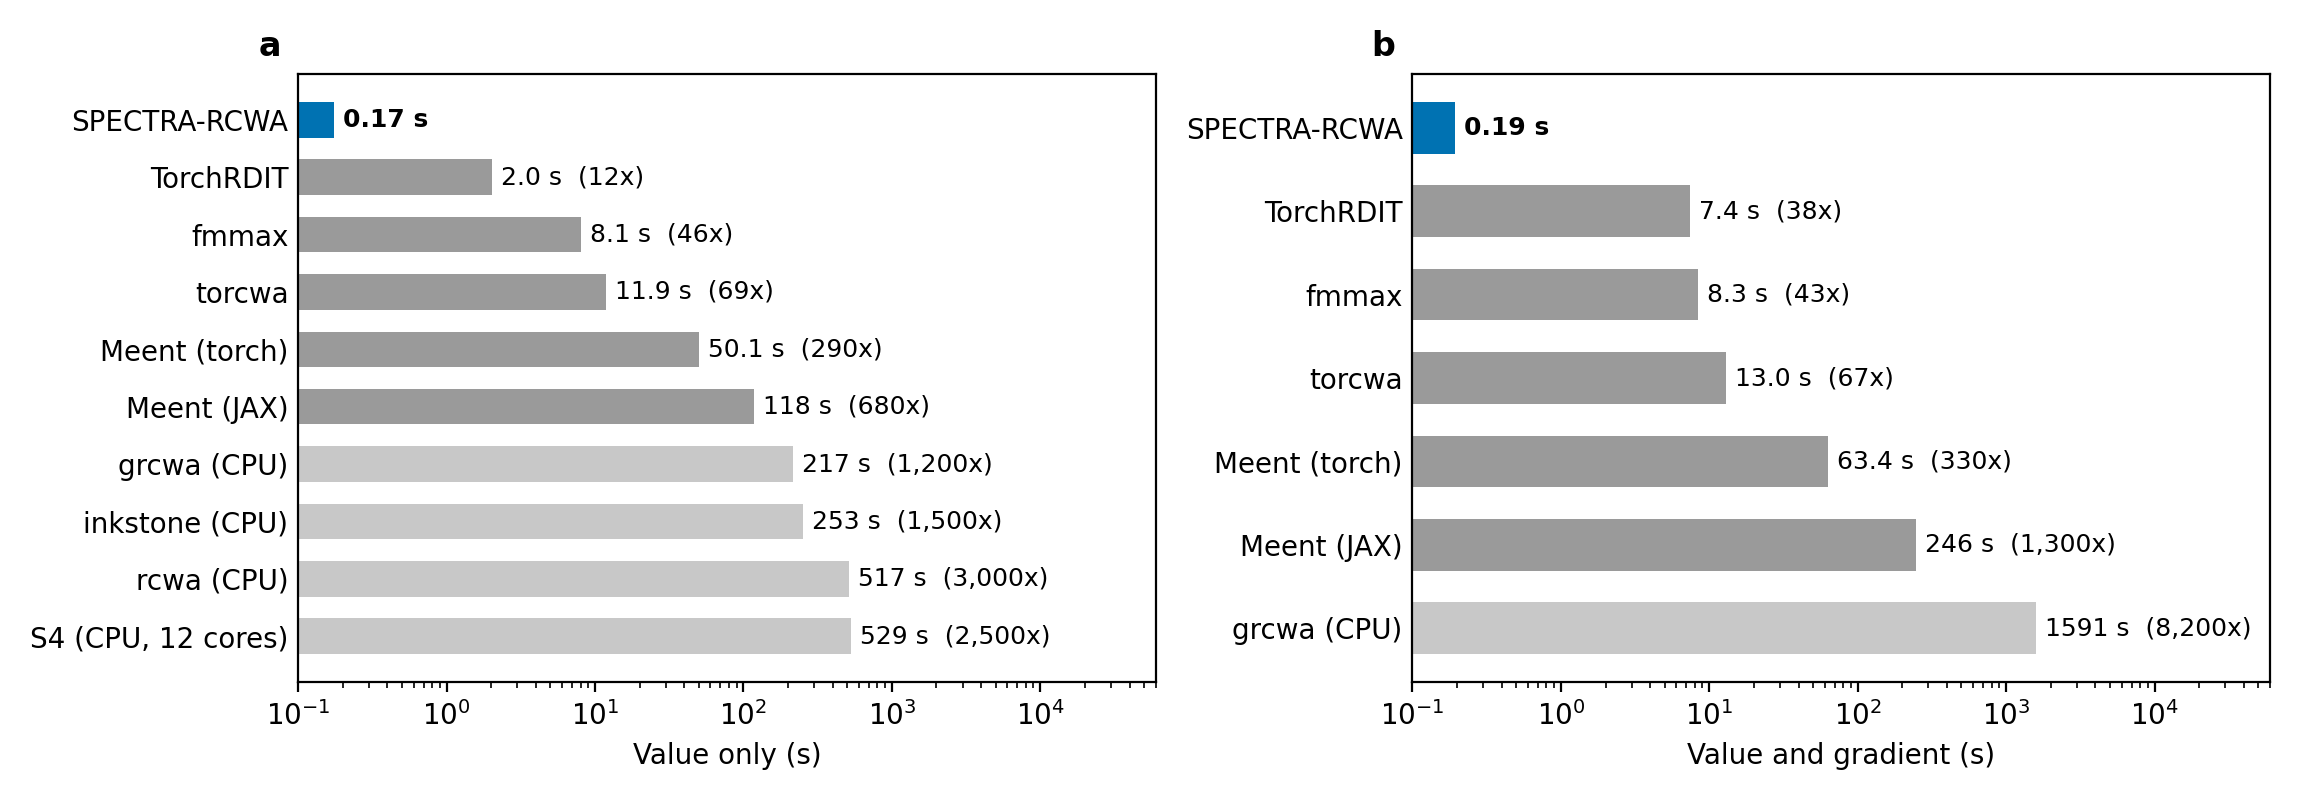 a
SPECTRA-RCWA 0.17 s
TorchRDIT 2.0 s (12x)
fmmax 8.1 s (46x)
torcwa 11.9 s (69x)
Meent (torch) 50.1 s (290x)
Meent (JAX) 118 s (680x)
grcwa (CPU) 217 s (1,200x)
inkstone (CPU) 253 s (1,500x)
rcwa (CPU) 517 s (3,000x)
S4 (CPU, 12 cores) 529 s (2,500x)
10⁻¹ 10⁰ 10¹ 10² 10³ 10⁴
Value only (s)
b
SPECTRA-RCWA 0.19 s
TorchRDIT 7.4 s (38x)
fmmax 8.3 s (43x)
torcwa 13.0 s (67x)
Meent (torch) 63.4 s (330x)
Meent (JAX) 246 s (1,300x)
grcwa (CPU) 1591 s (8,200x)
10⁻¹ 10⁰ 10¹ 10² 10³ 10⁴
Value and gradient (s)